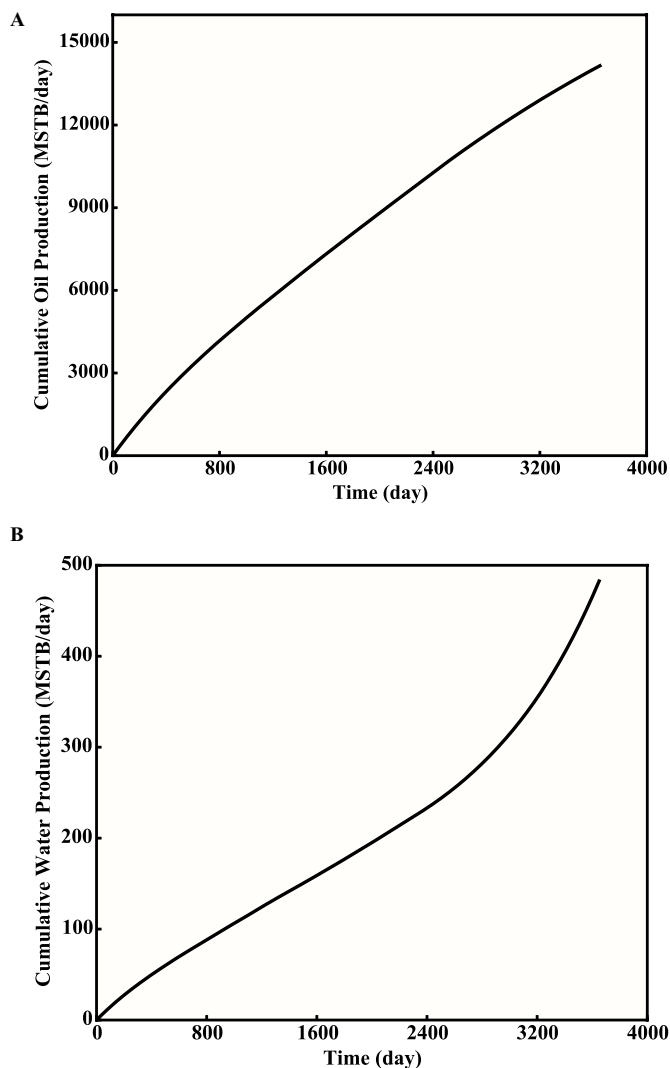 A
Cumulative Oil Production (MSTB/day)
15000
12000
9000
6000
3000
0
0 800 1600 2400 3200 4000
Time (day)
B
Cumulative Water Production (MSTB/day)
500
400
300
200
100
0
0 800 1600 2400 3200 4000
Time (day)